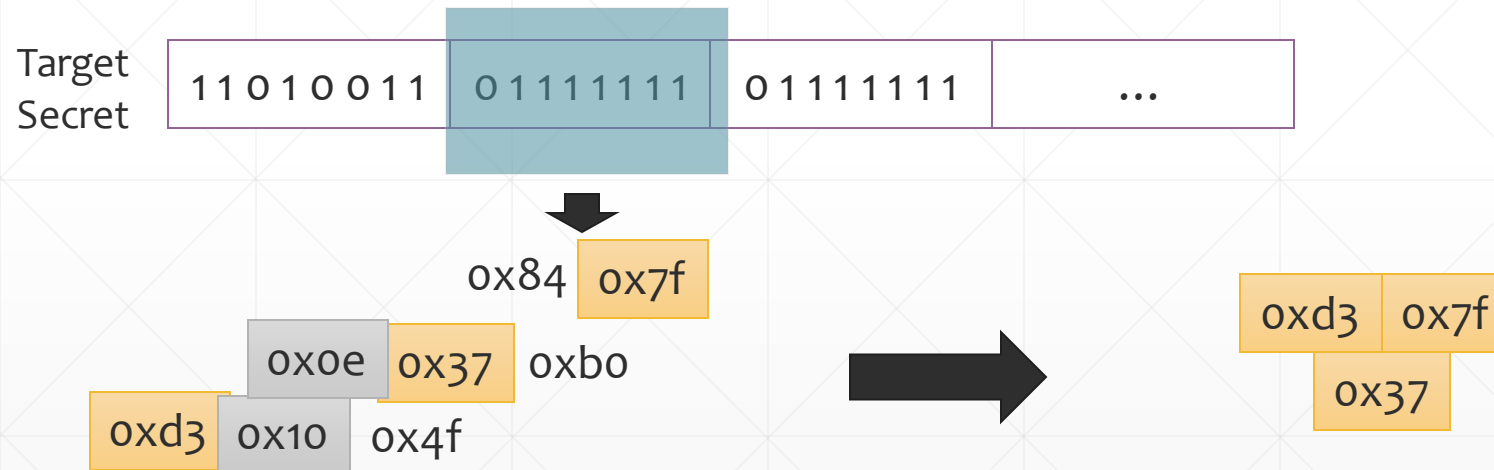 Target
Secret
1 1 0 1 0 0 1 1 0 1 1 1 1 1 1 1 0 1 1 1 1 1 1 1 ...
0x84 0x7f
0x0e 0x37 0xb0
0xd3 0x10 0x4f
0xd3 0x7f
0x37